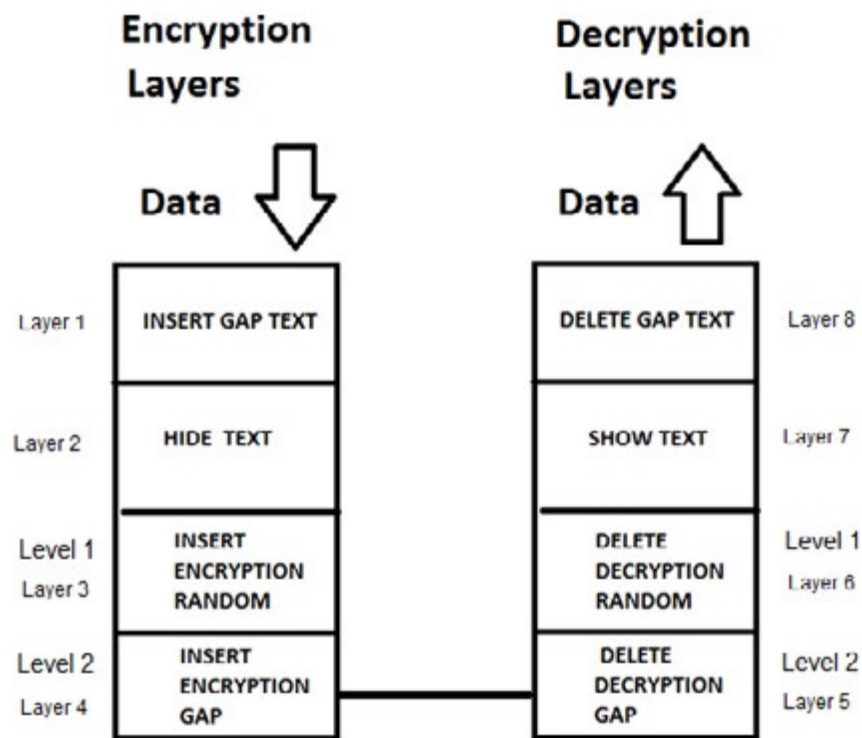 Encryption
Layers
Decryption
Layers
Data
Data
Layer 1
INSERT GAP TEXT
DELETE GAP TEXT
Layer 8
Layer 2
HIDE TEXT
SHOW TEXT
Layer 7
Level 1
Layer 3
INSERT
ENCRYPTION
RANDOM
DELETE
DECRYPTION
RANDOM
Level 1
Layer 6
Level 2
Layer 4
INSERT
ENCRYPTION
GAP
DELETE
DECRYPTION
GAP
Level 2
Layer 5